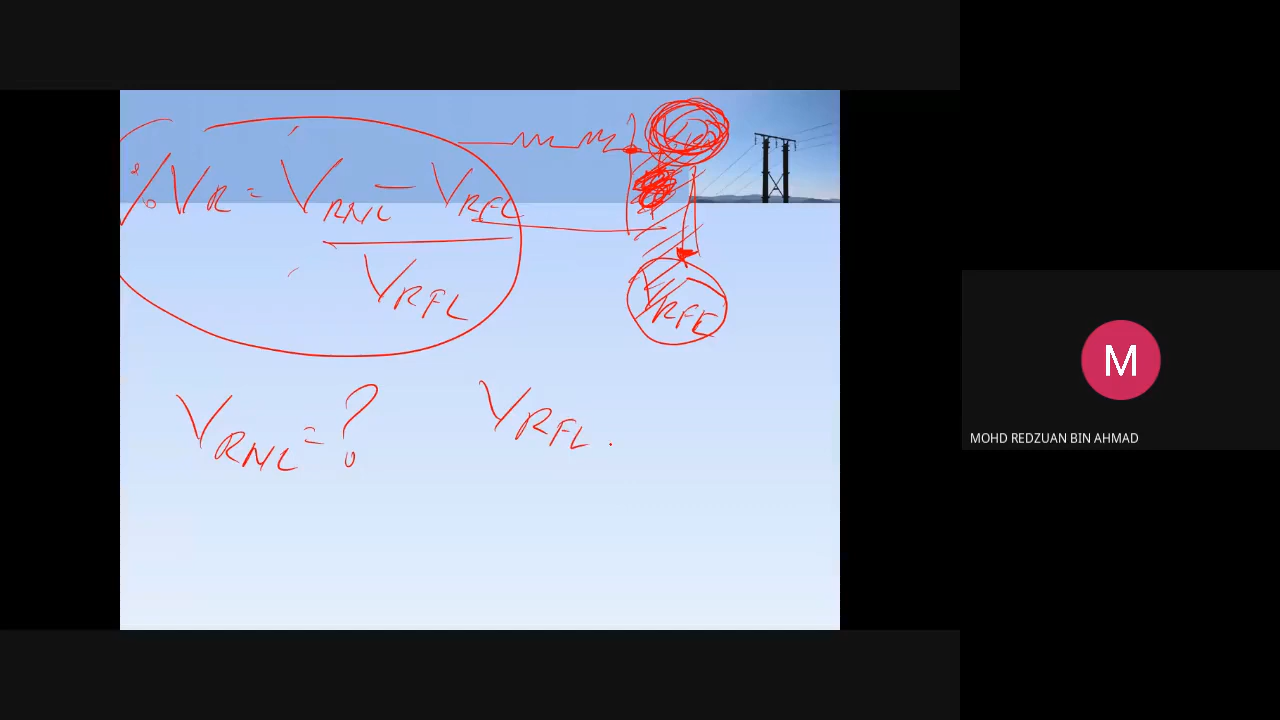 %VR = VRNL - VRFL
VRFL
VRFL
VRNL = ?
VRFL.
M
MOHD REDZUAN BIN AHMAD